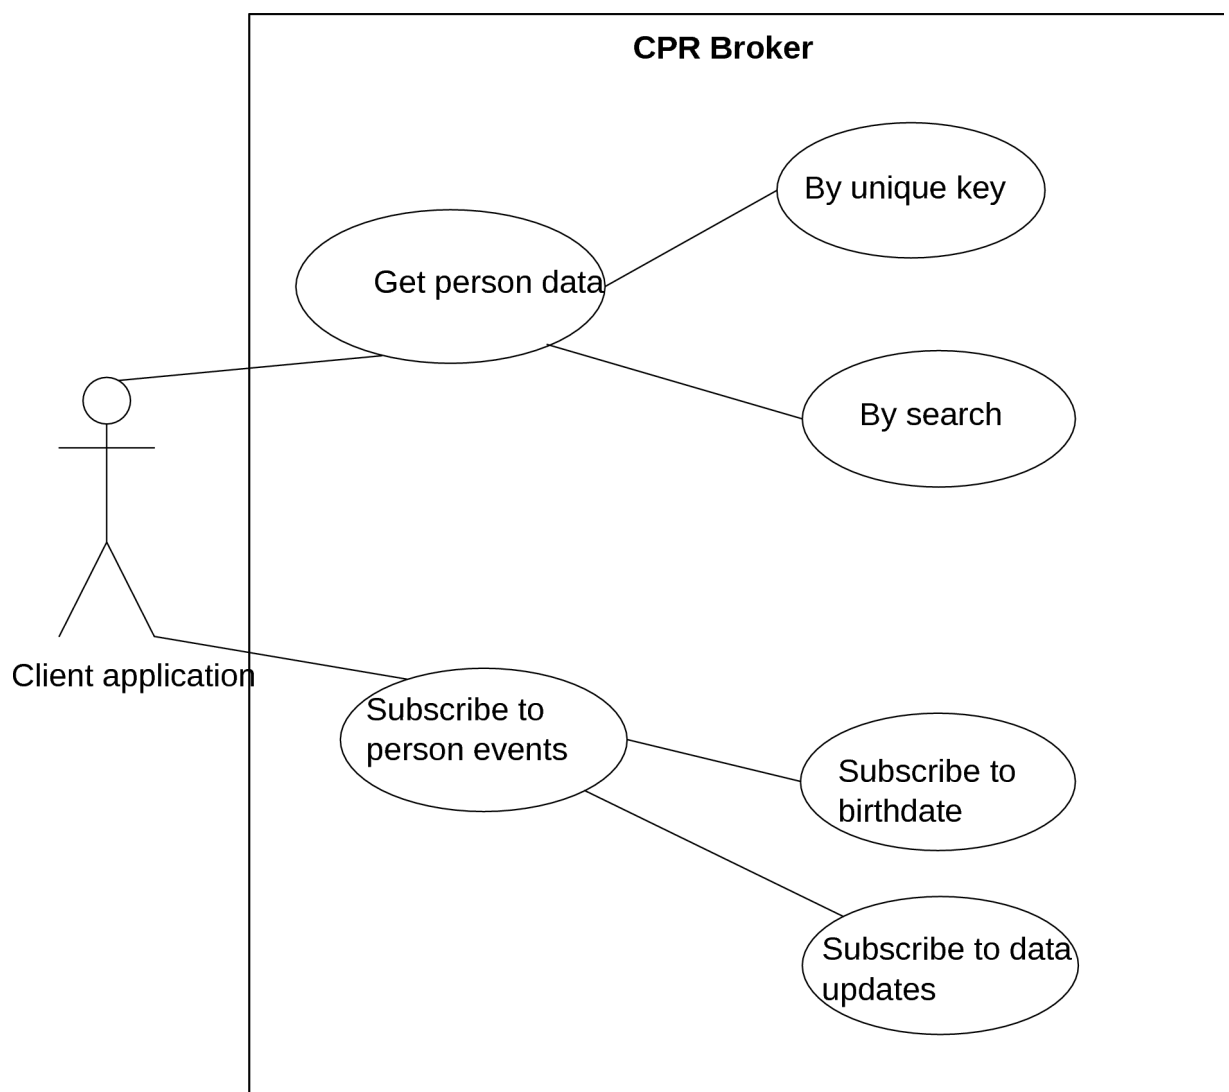 CPR Broker
By unique key
Get person data
By search
Client application
Subscribe to
person events
Subscribe to
birthdate
Subscribe to data
updates